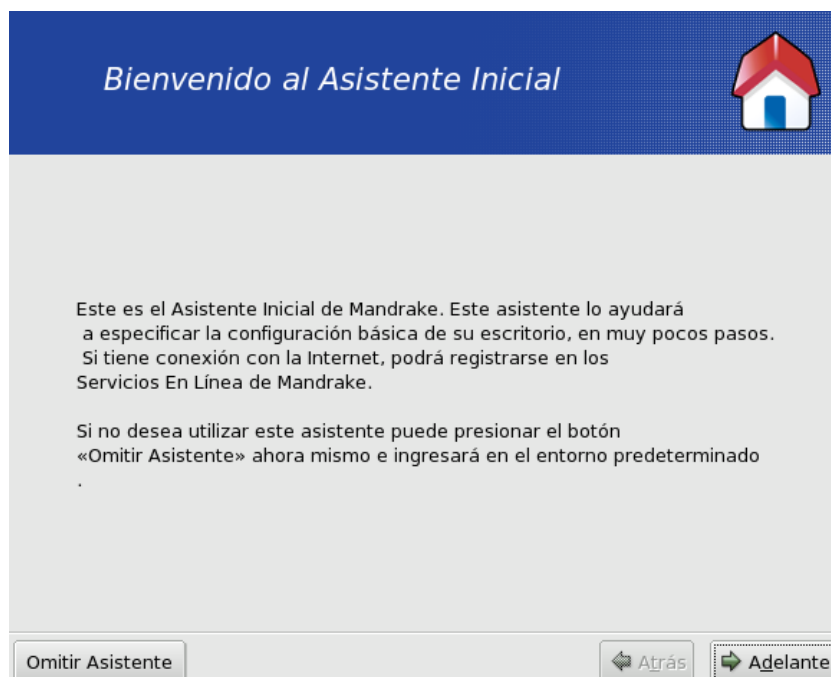 Bienvenido al Asistente Inicial
Este es el Asistente Inicial de Mandrake. Este asistente lo ayudará
a especificar la configuración básica de su escritorio, en muy pocos pasos.
Si tiene conexión con la Internet, podrá registrarse en los
Servicios En Línea de Mandrake.
Si no desea utilizar este asistente puede presionar el botón
«Omitir Asistente» ahora mismo e ingresará en el entorno predeterminado
.
Omitir Asistente
Atrás
Adelante